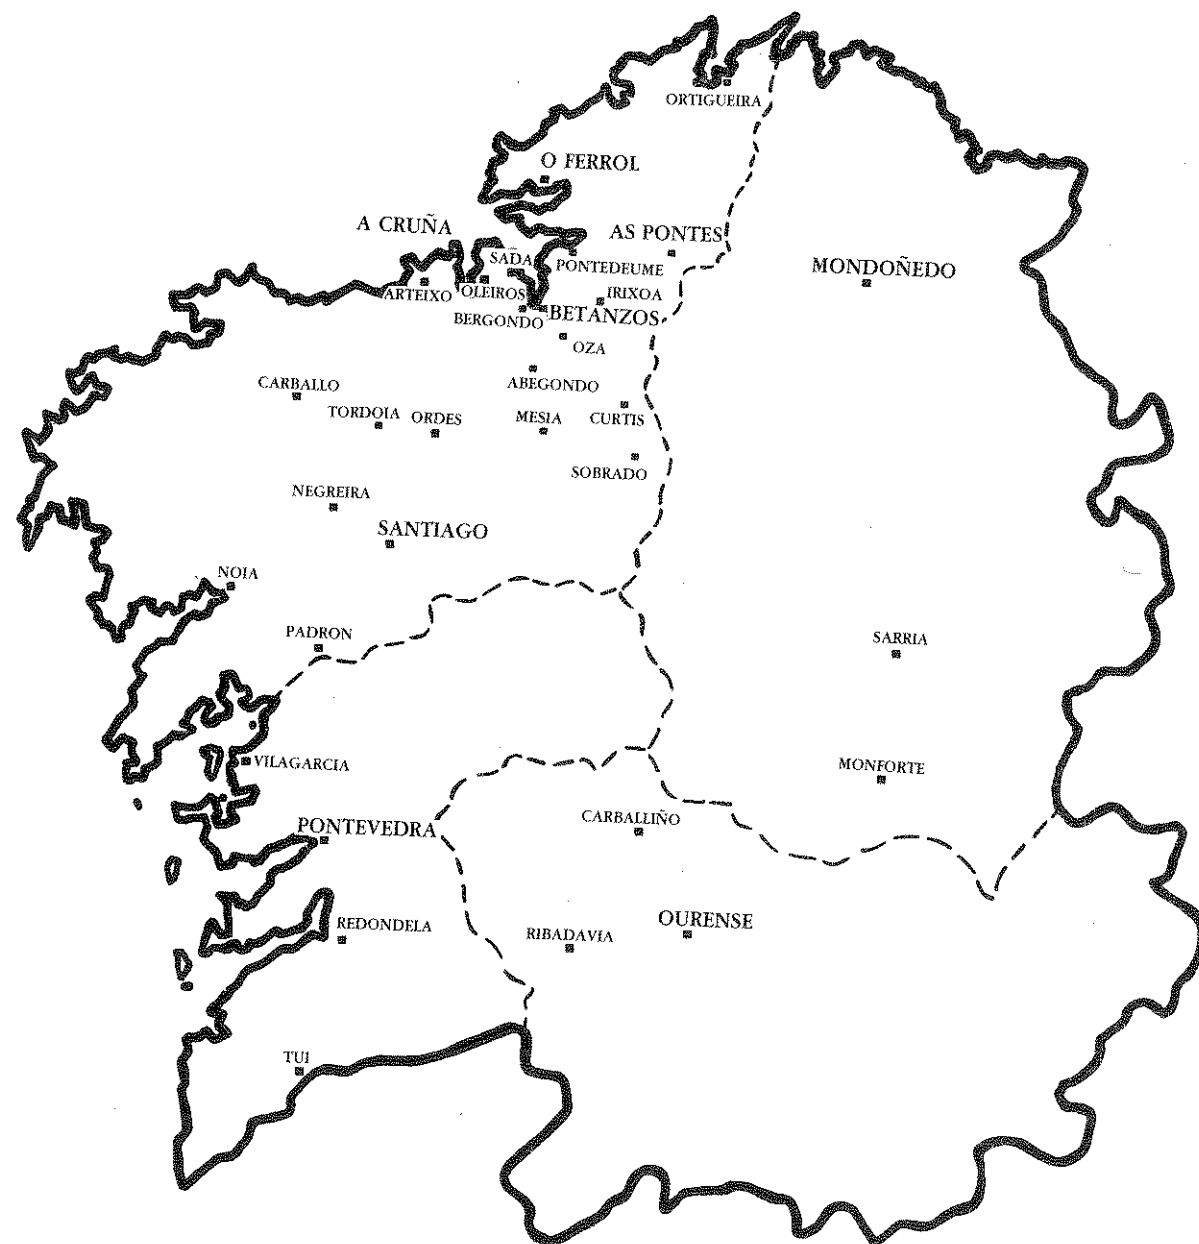 ORTIGUEIRA
O FERROL
A CRUÑA
AS PONTES
SADA
PONTEDEUME
MONDOÑEDO
ARTEIXO
OLEIROS
IRIXOA
BERGONDO
BETANZOS
OZA
CARBALLO
ABEGONDO
TORDOIA
ORDES
MESIA
CURTIS
SOBRADO
NEGREIRA
SANTIAGO
NOIA
PADRON
SARRIA
VILAGARCIA
MONFORTE
PONTEVEDRA
CARBALLIÑO
REDONDELA
RIBADAVIA
OURENSE
TUI